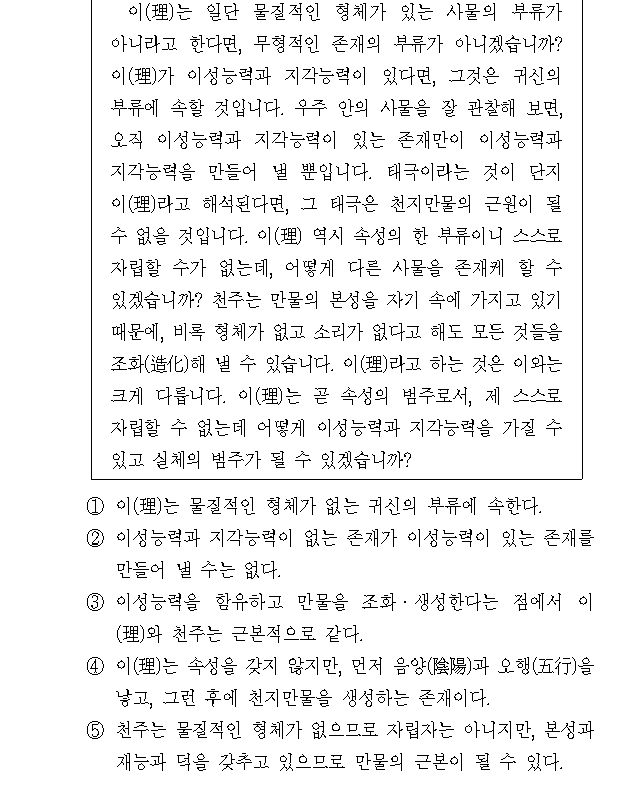 이(理)는 일단 물질적인 형체가 있는 사물의 부류가
아니라고 한다면, 무형적인 존재의 부류가 아니겠습니까?
이(理)가 이성능력과 지각능력이 있다면, 그것은 귀신의
부류에 속할 것입니다. 우주 안의 사물을 잘 관찰해 보면,
오직 이성능력과 지각능력이 있는 존재만이 이성능력과
지각능력을 만들어 낼 뿐입니다. 태극이라는 것이 단지
이(理)라고 해석된다면, 그 태극은 천지만물의 근원이 될
수 없을 것입니다. 이(理) 역시 속성의 한 부류이니 스스로
자립할 수가 없는데, 어떻게 다른 사물을 존재케 할 수
있겠습니까? 천주는 만물의 본성을 자기 속에 가지고 있기
때문에, 비록 형체가 없고 소리가 없다고 해도 모든 것들을
조화(造化)해 낼 수 있습니다. 이(理)라고 하는 것은 이와는
크게 다릅니다. 이(理)는 곧 속성의 범주로서, 제 스스로
자립할 수 없는데 어떻게 이성능력과 지각능력을 가질 수
있고 실체의 범주가 될 수 있겠습니까?
① 이(理)는 물질적인 형체가 없는 귀신의 부류에 속한다.
② 이성능력과 지각능력이 없는 존재가 이성능력이 있는 존재를
만들어 낼 수는 없다.
③ 이성능력을 함유하고 만물을 조화·생성한다는 점에서 이
(理)와 천주는 근본적으로 같다.
④ 이(理)는 속성을 갖지 않지만, 먼저 음양(陰陽)과 오행(五行)을
낳고, 그런 후에 천지만물을 생성하는 존재이다.
⑤ 천주는 물질적인 형체가 없으므로 자립자는 아니지만, 본성과
재능과 덕을 갖추고 있으므로 만물의 근본이 될 수 있다.